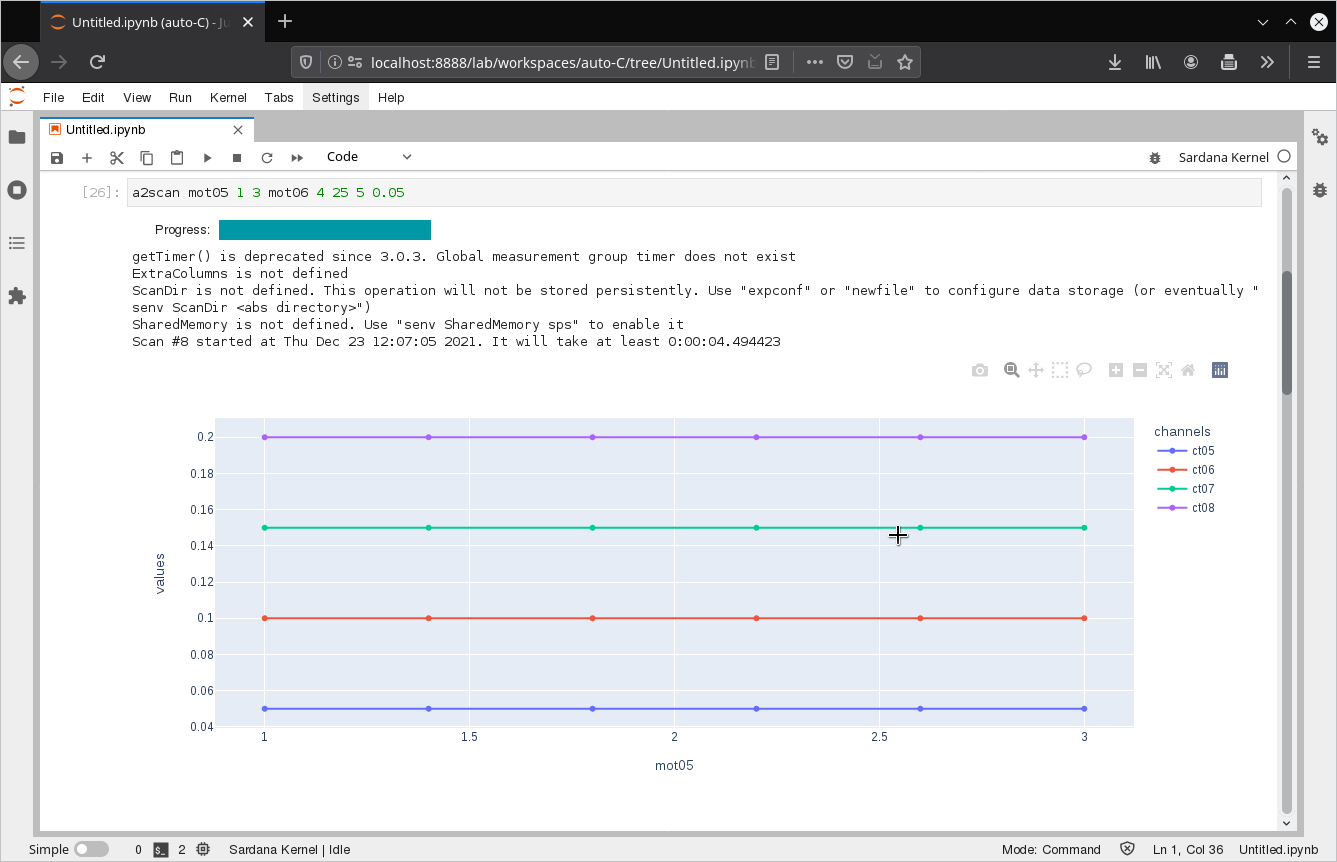 Untitled.ipynb (auto-C) - Ju
localhost:8888/lab/workspaces/auto-C/tree/Untitled.ipynb
File Edit View Run Kernel Tabs Settings Help
Untitled.ipynb
Code
Sardana Kernel
[26]: a2scan mot05 1 3 mot06 4 25 5 0.05
Progress:
getTimer() is deprecated since 3.0.3. Global measurement group timer does not exist
ExtraColumns is not defined
ScanDir is not defined. This operation will not be stored persistently. Use "expconf" or "newfile" to configure data storage (or eventually "
senv ScanDir <abs directory>")
SharedMemory is not defined. Use "senv SharedMemory sps" to enable it
Scan #8 started at Thu Dec 23 12:07:05 2021. It will take at least 0:00:04.494423
channels
ct05
ct06
ct07
ct08
values
0.2
0.18
0.16
0.14
0.12
0.1
0.08
0.06
0.04
1 1.5 2 2.5 3
mot05
Simple 0 2 Sardana Kernel | Idle Mode: Command Ln 1, Col 36 Untitled.ipynb